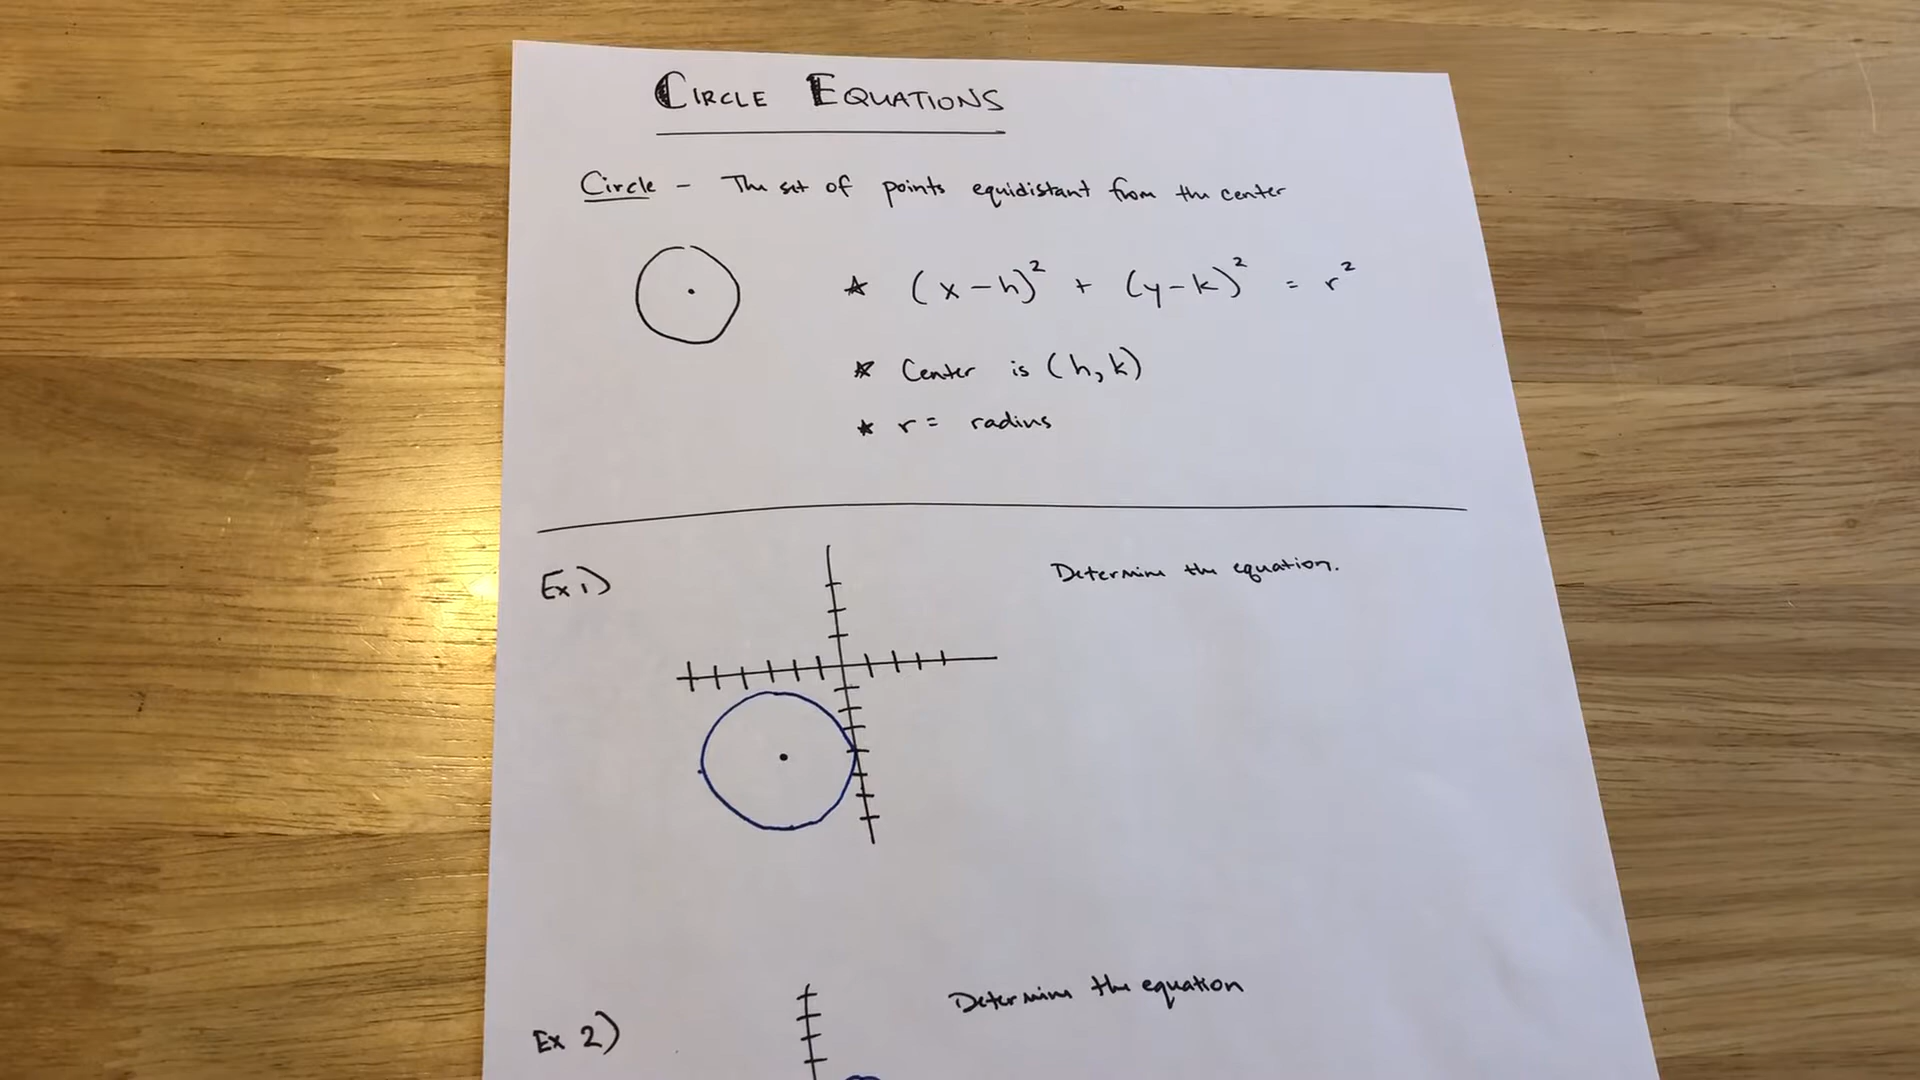 CIRCLE EQUATIONS
Circle - The set of points equidistant from the center
* (x-h)² + (y-k)² = r²
* Center is (h, k)
* r = radius
Ex 1)
Determine the equation.
Ex 2)
Determine the equation